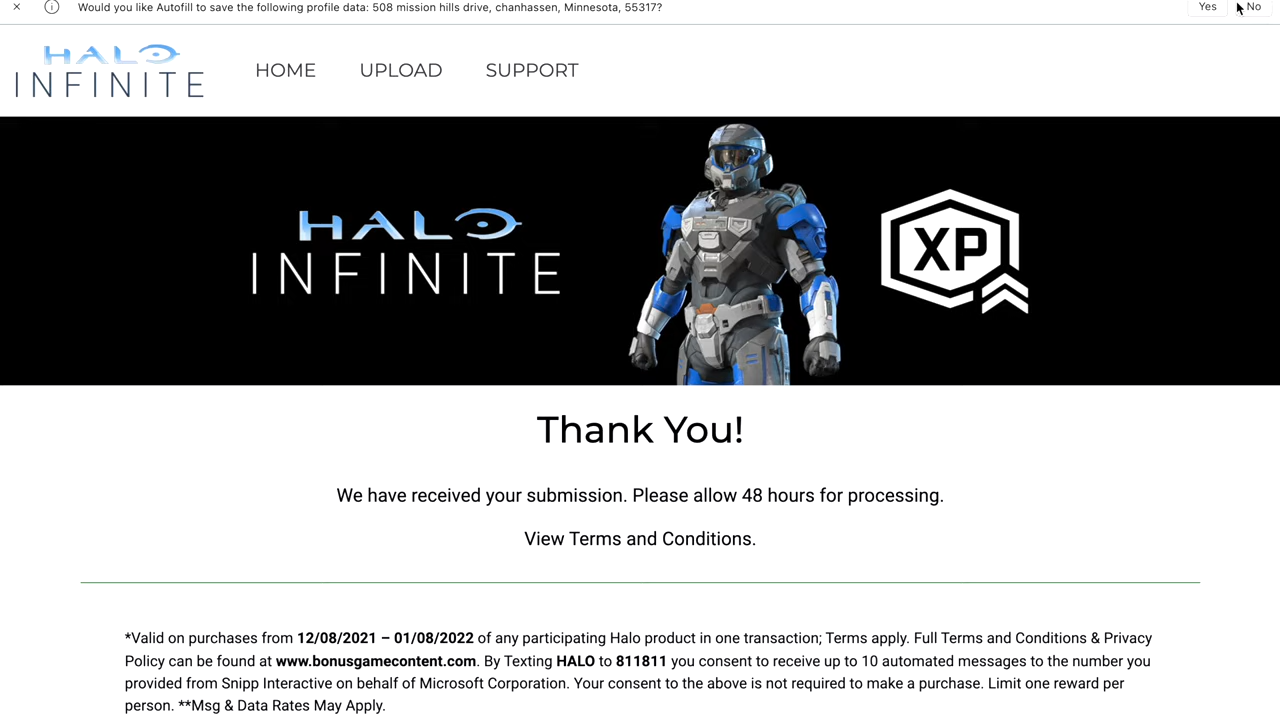 Would you like Autofill to save the following profile data: 508 mission hills drive, chanhassen, Minnesota, 55317?
Yes
No
HALO
INFINITE
HOME
UPLOAD
SUPPORT
HALO
INFINITE
XP
Thank You!
We have received your submission. Please allow 48 hours for processing.
View Terms and Conditions.
*Valid on purchases from 12/08/2021 – 01/08/2022 of any participating Halo product in one transaction; Terms apply. Full Terms and Conditions & Privacy
Policy can be found at www.bonusgamecontent.com. By Texting HALO to 811811 you consent to receive up to 10 automated messages to the number you
provided from Snipp Interactive on behalf of Microsoft Corporation. Your consent to the above is not required to make a purchase. Limit one reward per
person. **Msg & Data Rates May Apply.